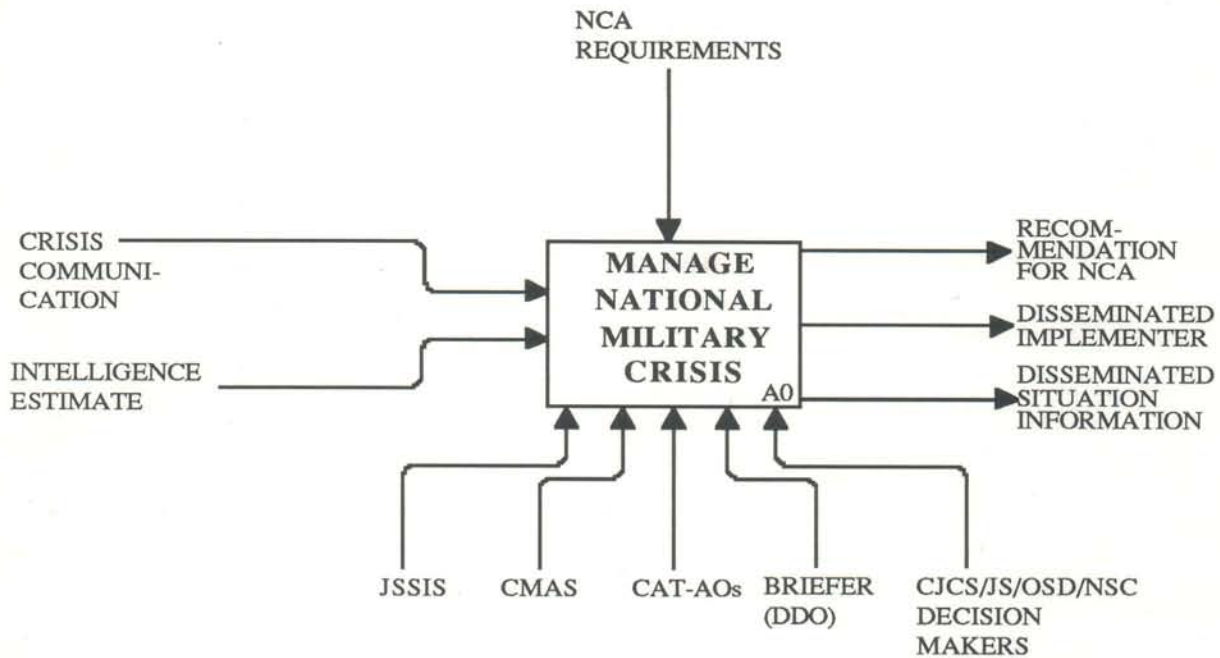 NCA
REQUIREMENTS
CRISIS
COMMUNI-
CATION
INTELLIGENCE
ESTIMATE
MANAGE
NATIONAL
MILITARY
CRISIS
A0
RECOM-
MENDATION
FOR NCA
DISSEMINATED
IMPLEMENTER
DISSEMINATED
SITUATION
INFORMATION
JSSIS
CMAS
CAT-AOs
BRIEFER
(DDO)
CJCS/JS/OSD/NSC
DECISION
MAKERS